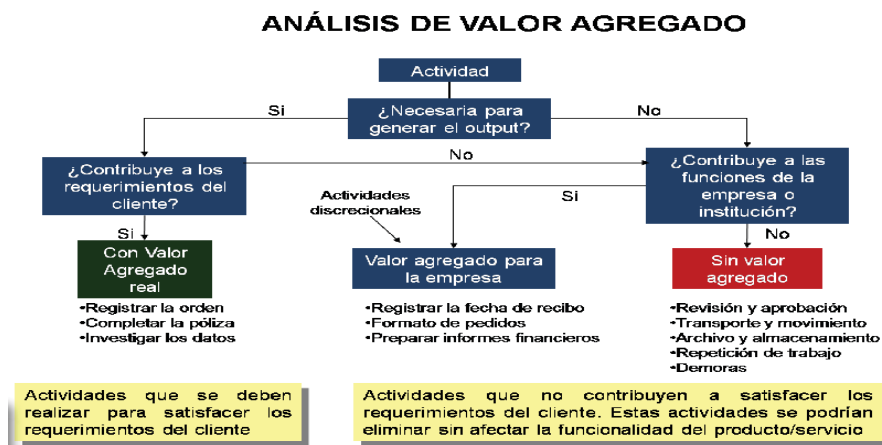 ANÁLISIS DE VALOR AGREGADO
Actividad
Si
¿Necesaria para
generar el output?
No
¿Contribuye a los
requerimientos del
cliente?
No
¿Contribuye a las
funciones de la
empresa o
institución?
Actividades
discrecionales
Si
Si
No
Con Valor
Agregado
real
Valor agregado para
la empresa
Sin valor
agregado
•Registrar la orden
•Completar la póliza
•Investigar los datos
•Registrar la fecha de recibo
•Formato de pedidos
•Preparar informes financieros
•Revisión y aprobación
•Transporte y movimiento
•Archivo y almacenamiento
•Repetición de trabajo
•Demoras
Actividades que se deben
realizar para satisfacer los
requerimientos del cliente
Actividades que no contribuyen a satisfacer los
requerimientos del cliente. Estas actividades se podrían
eliminar sin afectar la funcionalidad del producto/servicio